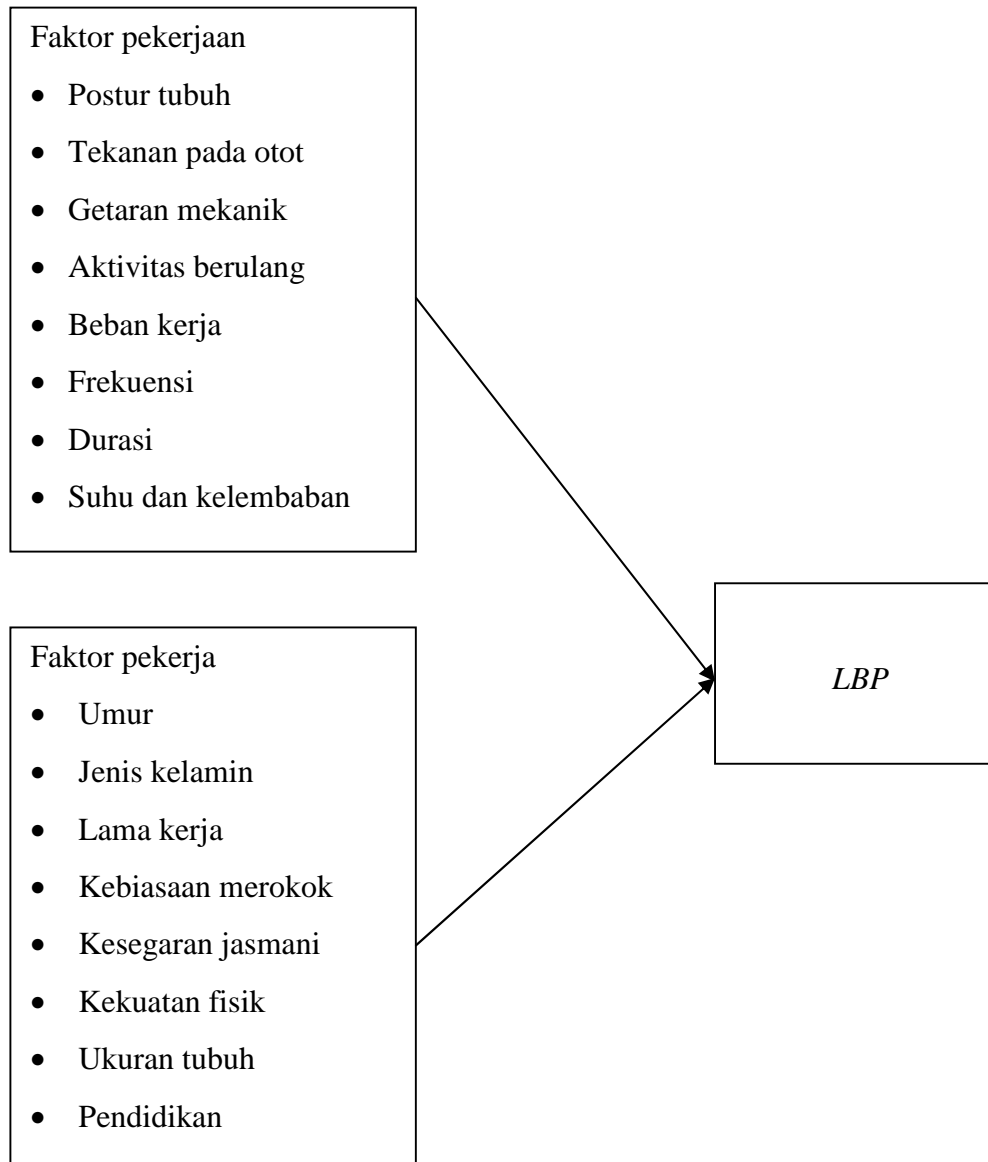 Faktor pekerjaan
• Postur tubuh
• Tekanan pada otot
• Getaran mekanik
• Aktivitas berulang
• Beban kerja
• Frekuensi
• Durasi
• Suhu dan kelembaban
Faktor pekerja
• Umur
• Jenis kelamin
• Lama kerja
• Kebiasaan merokok
• Kesegaran jasmani
• Kekuatan fisik
• Ukuran tubuh
• Pendidikan
LBP